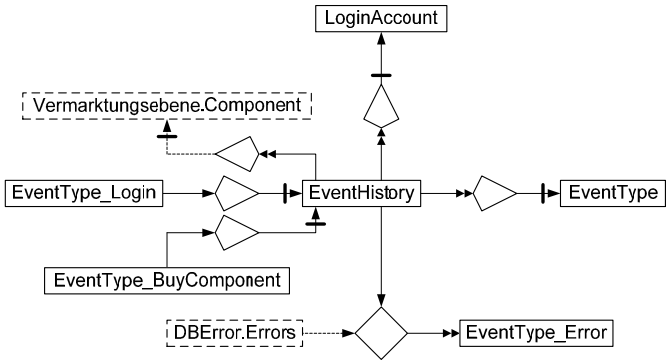 LoginAccount
Vermarktungsebene.Component
EventType_Login
EventHistory
EventType
EventType_BuyComponent
DBError.Errors
EventType_Error